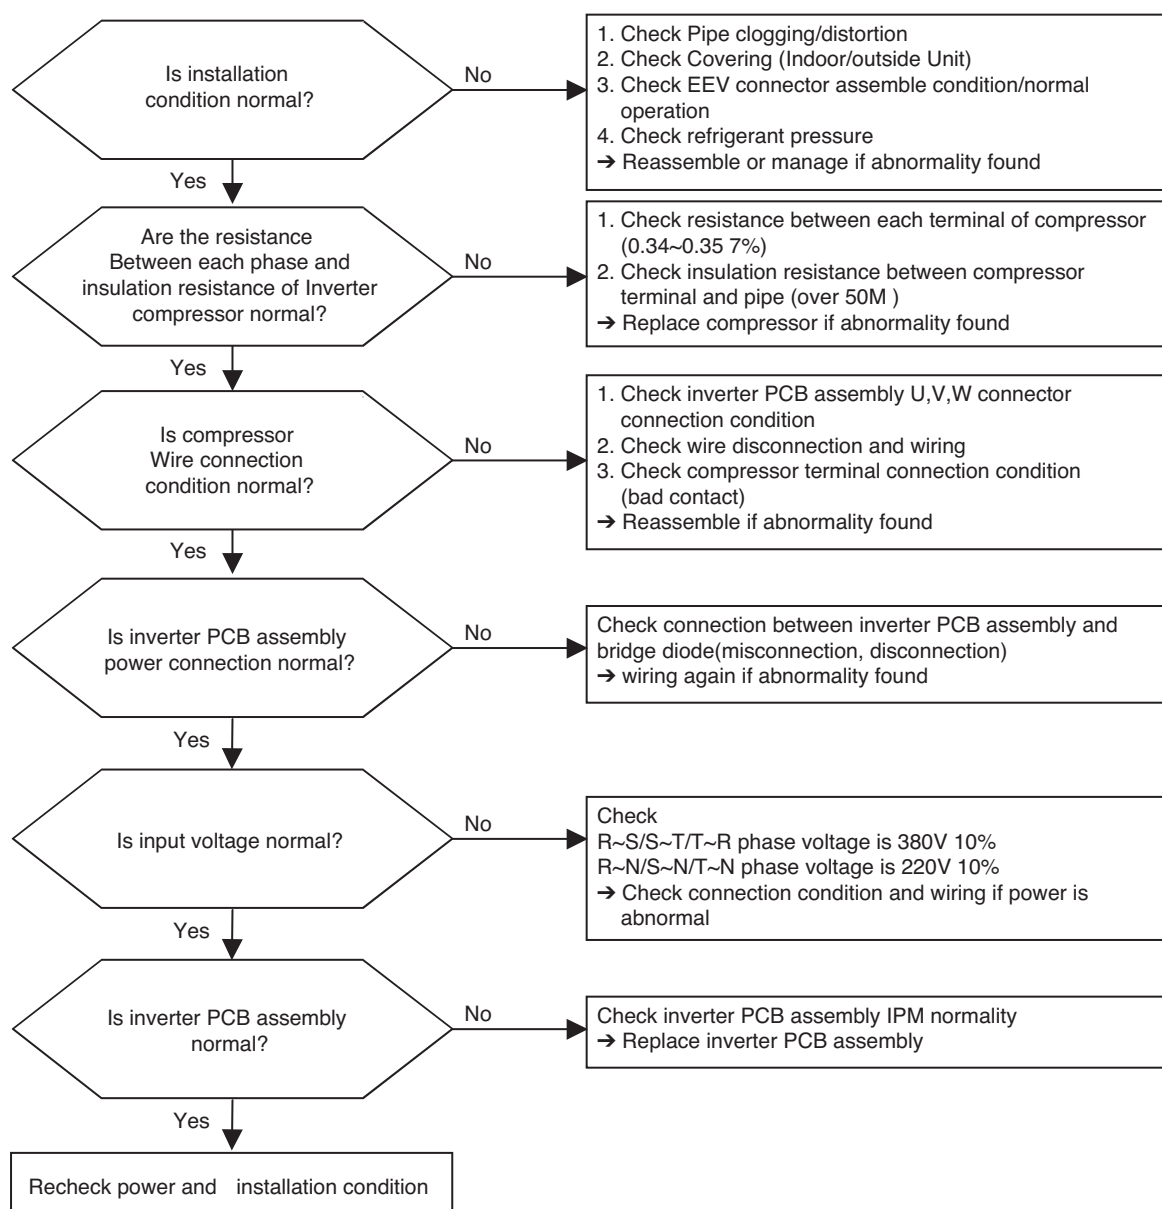 Is installation
condition normal?
No
1. Check Pipe clogging/distortion
2. Check Covering (Indoor/outside Unit)
3. Check EEV connector assemble condition/normal
operation
4. Check refrigerant pressure
➔ Reassemble or manage if abnormality found
Yes
Are the resistance
Between each phase and
insulation resistance of Inverter
compressor normal?
No
1. Check resistance between each terminal of compressor
(0.34~0.35 7%)
2. Check insulation resistance between compressor
terminal and pipe (over 50M )
➔ Replace compressor if abnormality found
Yes
Is compressor
Wire connection
condition normal?
No
1. Check inverter PCB assembly U,V,W connector
connection condition
2. Check wire disconnection and wiring
3. Check compressor terminal connection condition
(bad contact)
➔ Reassemble if abnormality found
Yes
Is inverter PCB assembly
power connection normal?
No
Check connection between inverter PCB assembly and
bridge diode(misconnection, disconnection)
➔ wiring again if abnormality found
Yes
Is input voltage normal?
No
Check
R~S/S~T/T~R phase voltage is 380V 10%
R~N/S~N/T~N phase voltage is 220V 10%
➔ Check connection condition and wiring if power is
abnormal
Yes
Is inverter PCB assembly
normal?
No
Check inverter PCB assembly IPM normality
➔ Replace inverter PCB assembly
Yes
Recheck power and installation condition